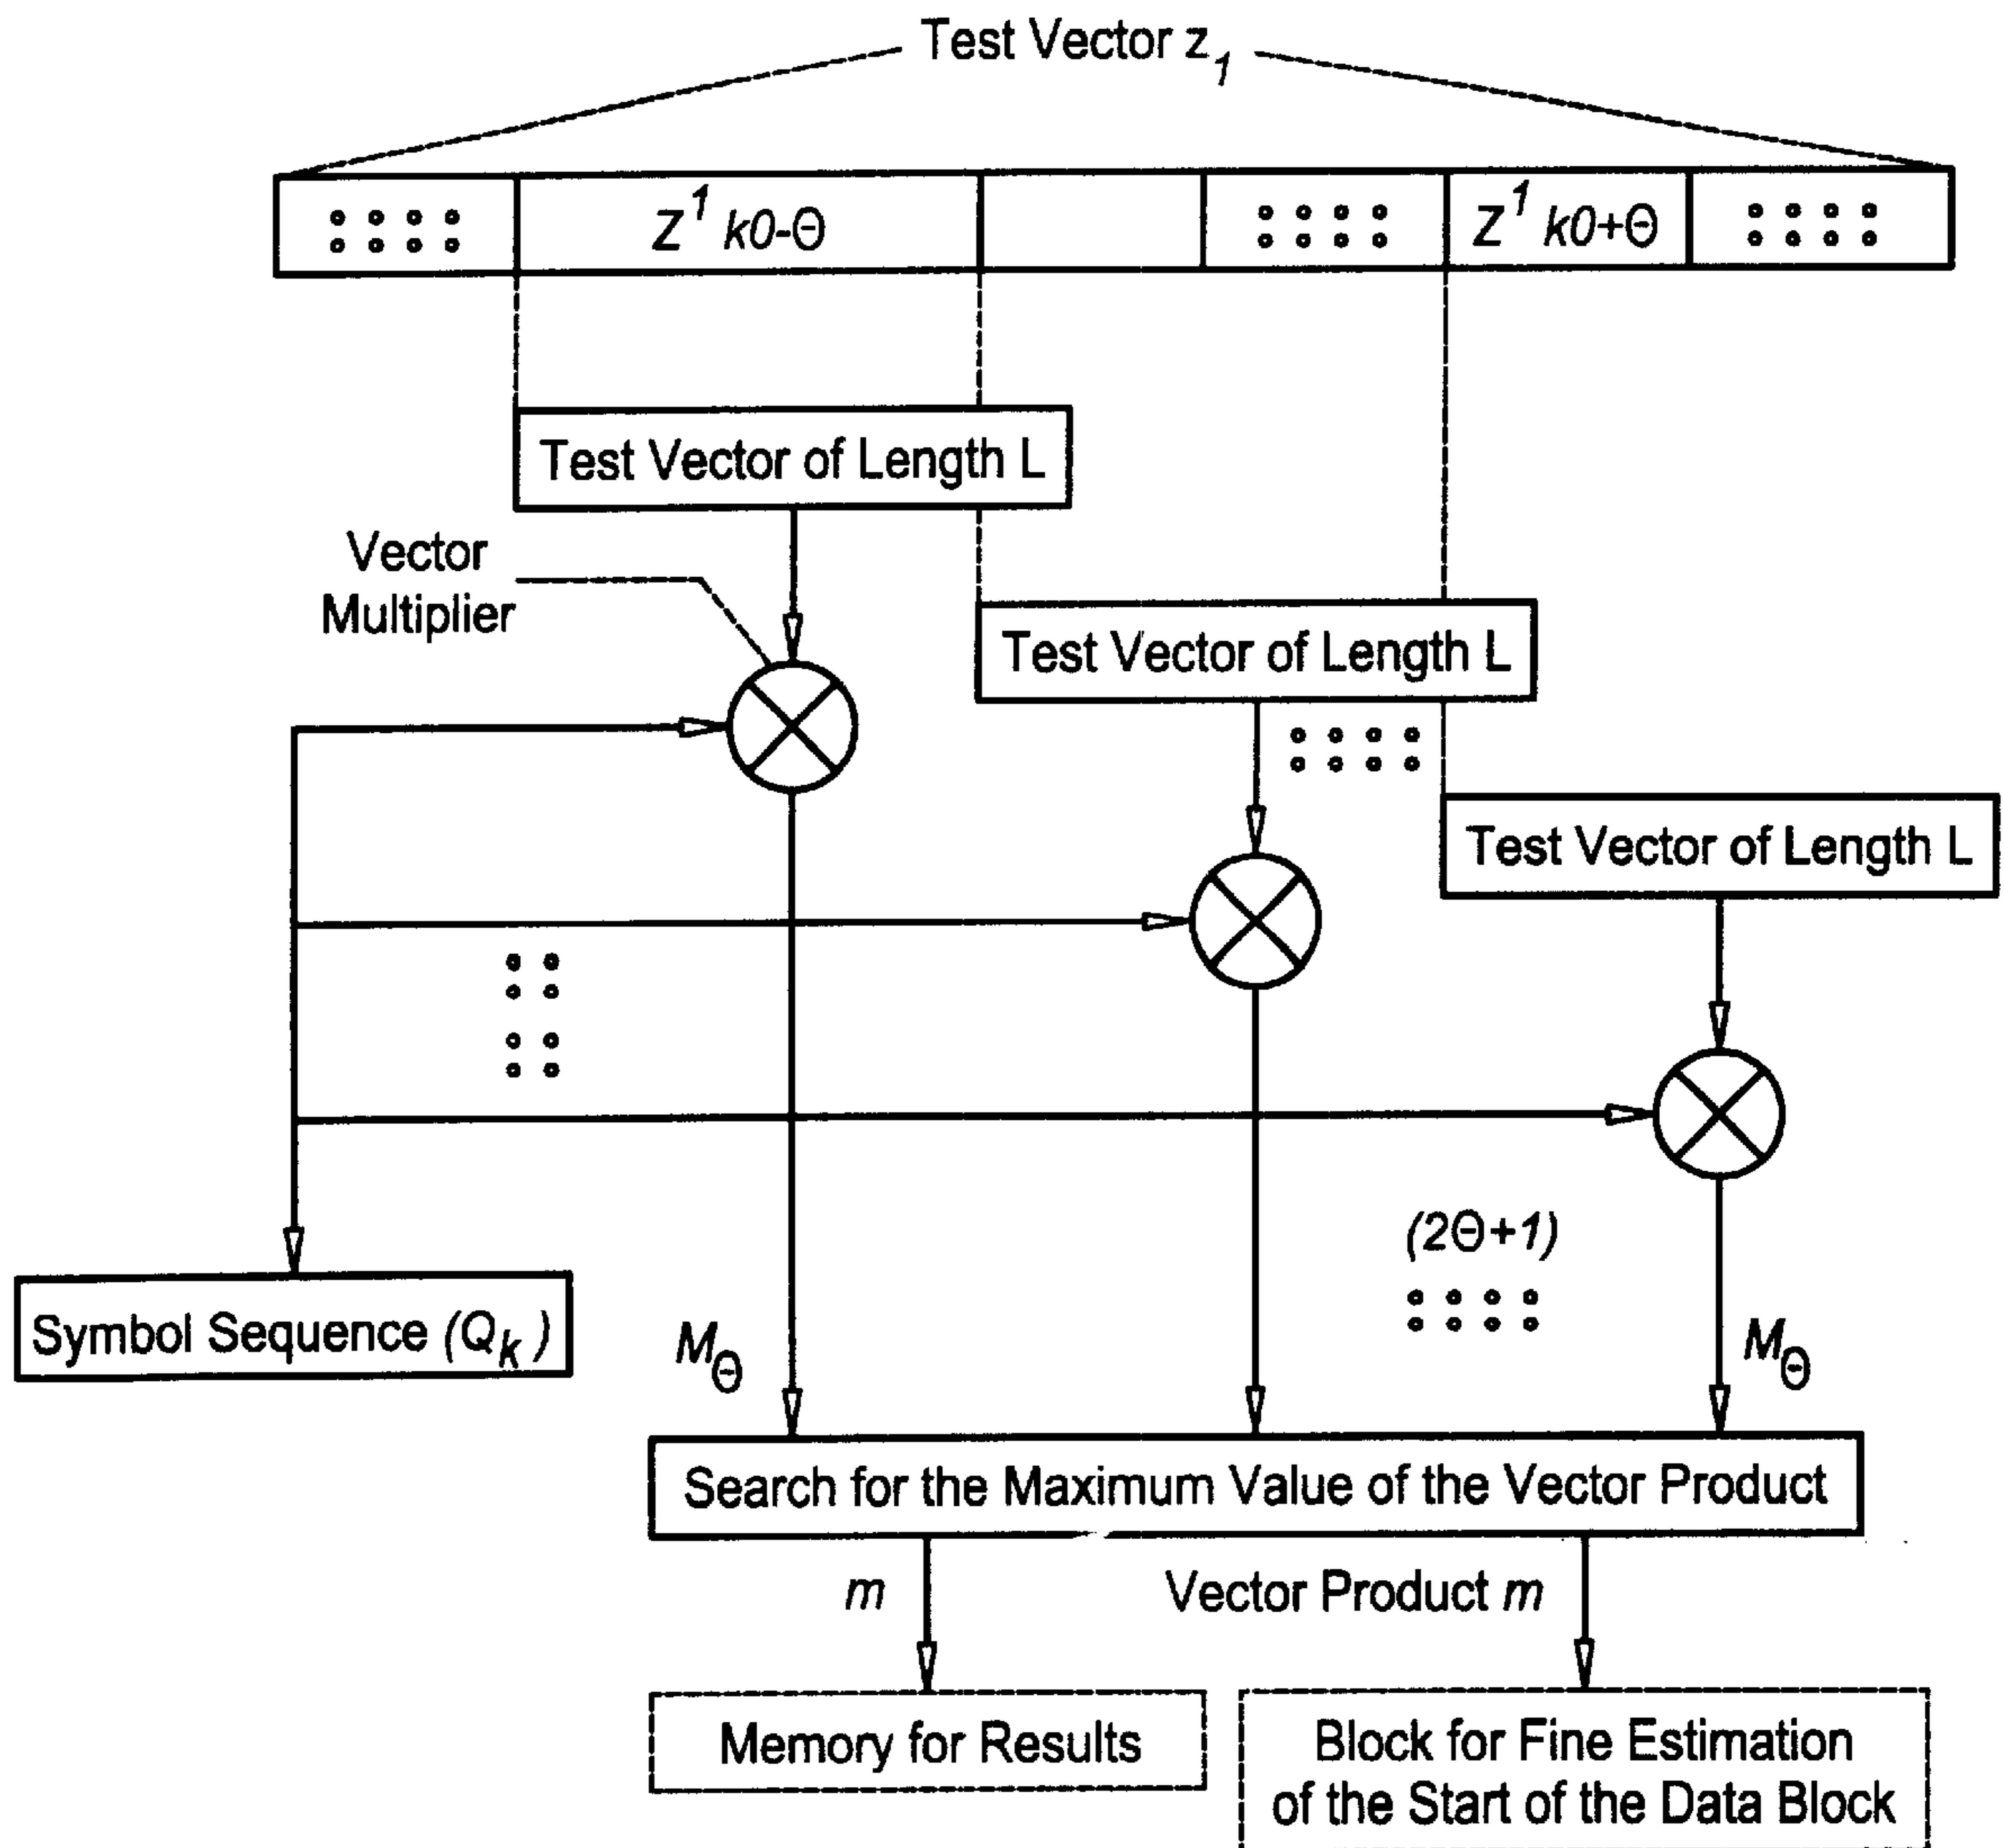 Test Vector z1
Z1 k0-Θ
Z1 k0+Θ
Test Vector of Length L
Vector
Multiplier
Test Vector of Length L
Test Vector of Length L
(2Θ+1)
Symbol Sequence (Qk)
MΘ
MΘ
Search for the Maximum Value of the Vector Product
m
Vector Product m
Memory for Results
Block for Fine Estimation
of the Start of the Data Block